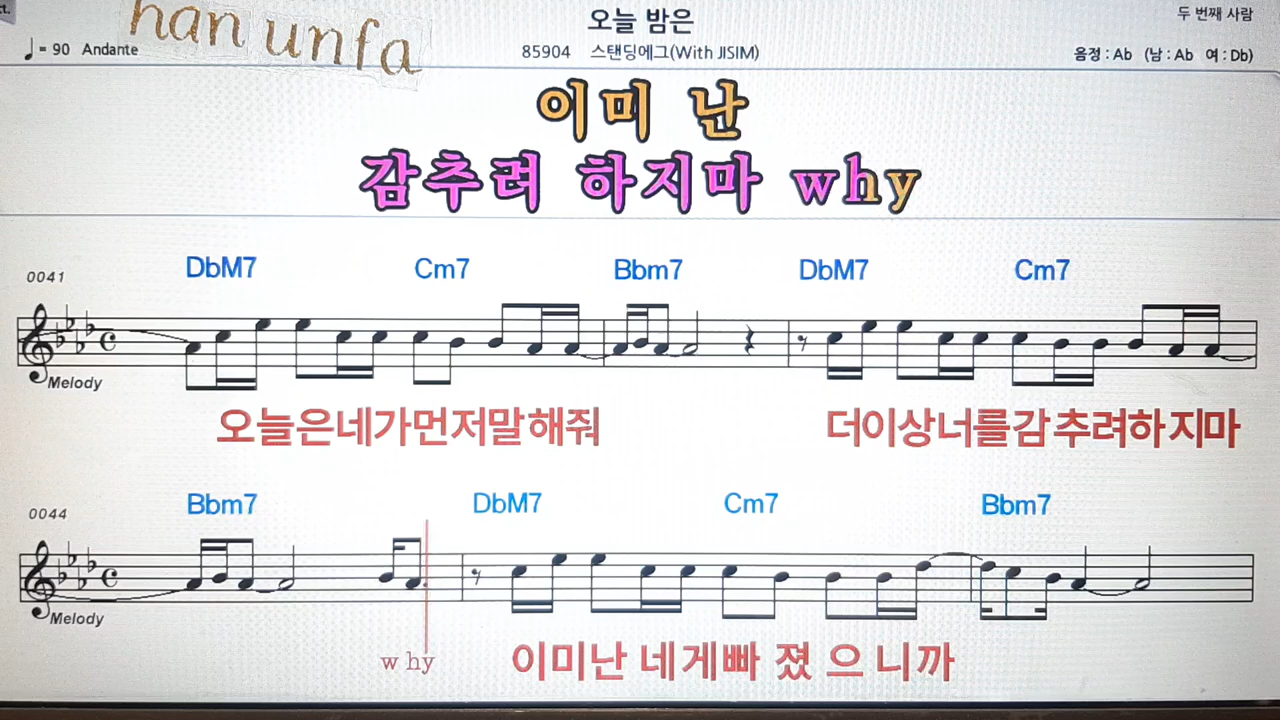 ct.
han unfa
오늘 밤은
두 번째 사람
♩= 90 Andante
85904 스탠딩에그(With JISIM)
음정 : Ab (남 : Ab 여 : Db)
이미 난
감추려 하지마 why
0041
DbM7 Cm7 Bbm7 DbM7 Cm7
Melody
오늘은네가먼저말해줘 더이상너를감추려하지마
0044
Bbm7 DbM7 Cm7 Bbm7
Melody
why 이미난 네게빠 졌 으 니까